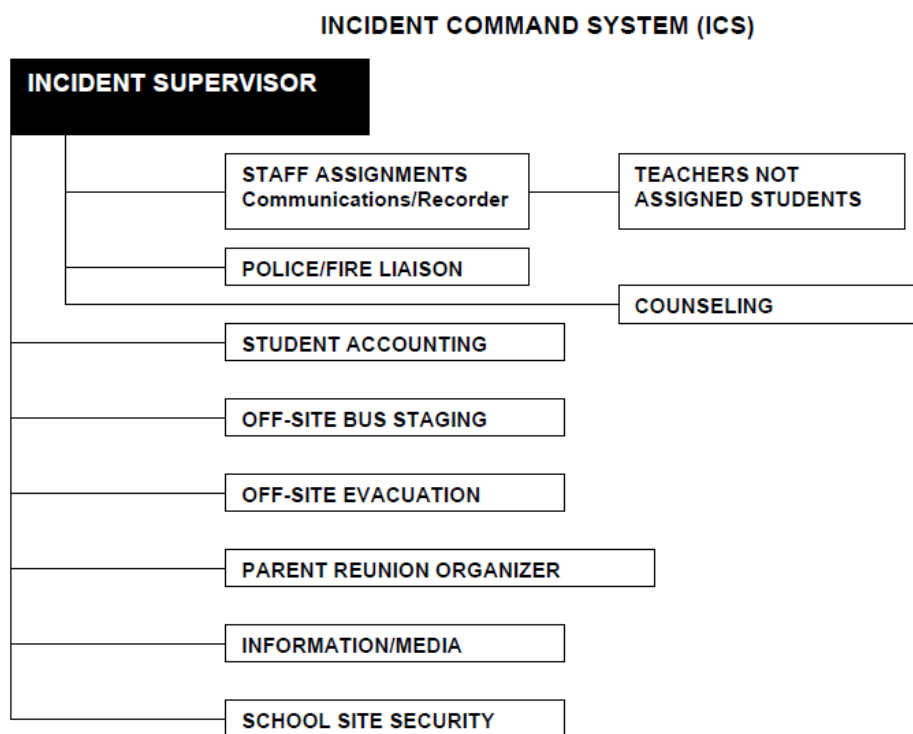 INCIDENT COMMAND SYSTEM (ICS)
INCIDENT SUPERVISOR
STAFF ASSIGNMENTS
Communications/Recorder
TEACHERS NOT
ASSIGNED STUDENTS
POLICE/FIRE LIAISON
COUNSELING
STUDENT ACCOUNTING
OFF-SITE BUS STAGING
OFF-SITE EVACUATION
PARENT REUNION ORGANIZER
INFORMATION/MEDIA
SCHOOL SITE SECURITY